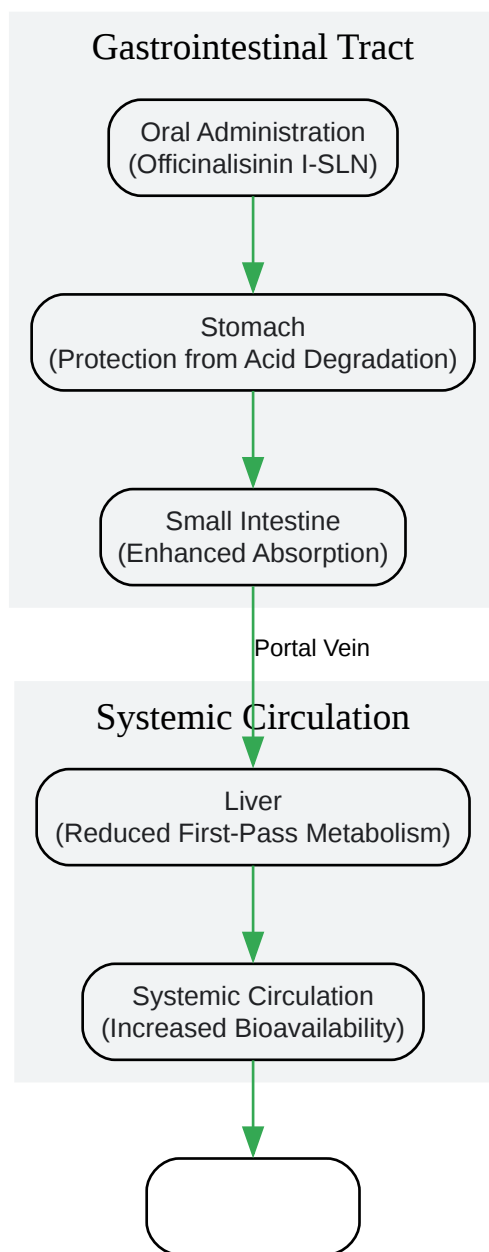 Gastrointestinal Tract
Oral Administration
(Officinalisinin I-SLN)
Stomach
(Protection from Acid Degradation)
Small Intestine
(Enhanced Absorption)
Portal Vein
Systemic Circulation
Liver
(Reduced First-Pass Metabolism)
Systemic Circulation
(Increased Bioavailability)